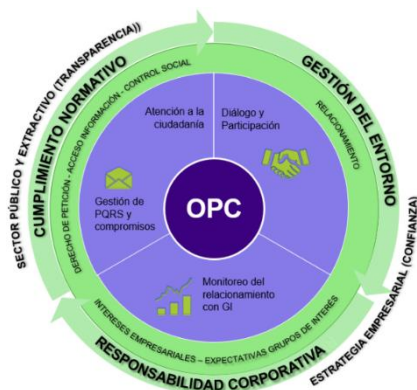 SECTOR PÚBLICO Y EXTRACTIVO (TRANSPARENCIA))
CUMPLIMIENTO NORMATIVO
DERECHO DE PETICIÓN - ACCESO INFORMACIÓN - CONTROL SOCIAL
GESTIÓN DEL ENTORNO
RELACIONAMIENTO
Atención a la
ciudadanía
Diálogo y
Participación
Gestión de
PQRS y
compromisos
OPC
Monitoreo del
relacionamiento
con GI
INTERESES EMPRESARIALES – EXPECTATIVAS GRUPOS DE INTERÉS
RESPONSABILIDAD CORPORATIVA
ESTRATEGIA EMPRESARIAL (CONFIANZA)